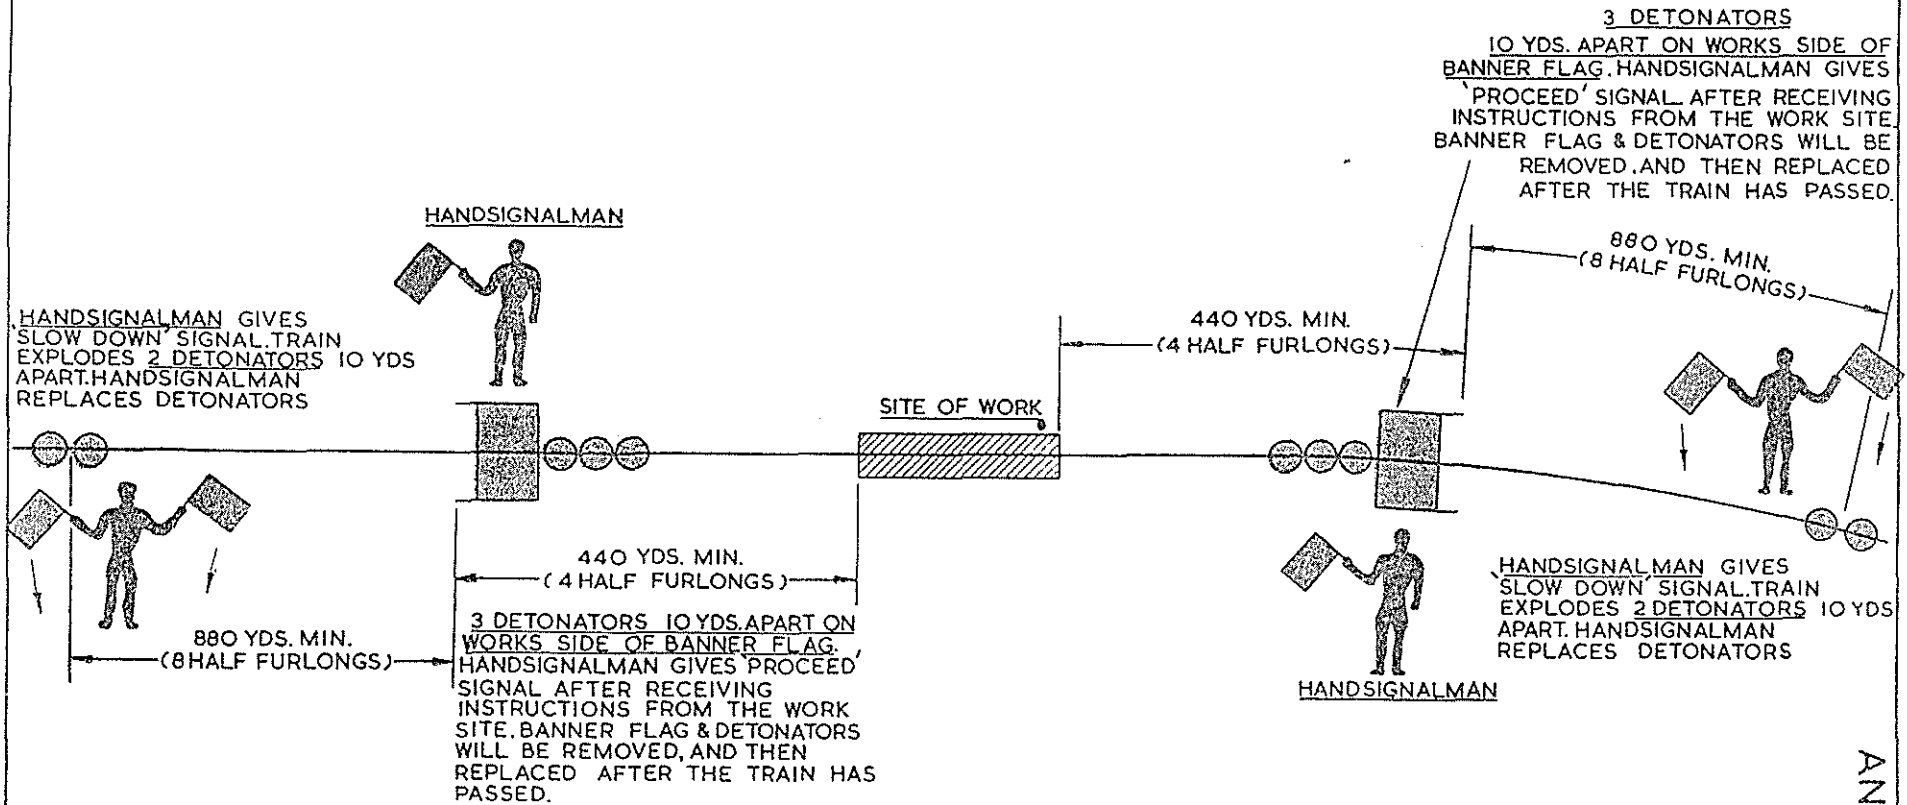 3 DETONATORS
10 YDS. APART ON WORKS SIDE OF
BANNER FLAG. HANDSIGNALMAN GIVES
'PROCEED' SIGNAL AFTER RECEIVING
INSTRUCTIONS FROM THE WORK SITE.
BANNER FLAG & DETONATORS WILL BE
REMOVED. AND THEN REPLACED
AFTER THE TRAIN HAS PASSED.
HANDSIGNALMAN
880 YDS. MIN.
(8 HALF FURLONGS)
HANDSIGNALMAN GIVES
'SLOW DOWN' SIGNAL. TRAIN
EXPLODES 2 DETONATORS 10 YDS
APART. HANDSIGNALMAN
REPLACES DETONATORS
440 YDS. MIN.
(4 HALF FURLONGS)
SITE OF WORK
440 YDS. MIN.
(4 HALF FURLONGS)
880 YDS. MIN.
(8 HALF FURLONGS)
3 DETONATORS 10 YDS. APART ON
WORKS SIDE OF BANNER FLAG.
HANDSIGNALMAN GIVES 'PROCEED'
SIGNAL AFTER RECEIVING
INSTRUCTIONS FROM THE WORK
SITE. BANNER FLAG & DETONATORS
WILL BE REMOVED, AND THEN
REPLACED AFTER THE TRAIN HAS
PASSED.
HANDSIGNALMAN
HANDSIGNALMAN GIVES
'SLOW DOWN' SIGNAL. TRAIN
EXPLODES 2 DETONATORS 10 YDS
APART. HANDSIGNALMAN
REPLACES DETONATORS
AN